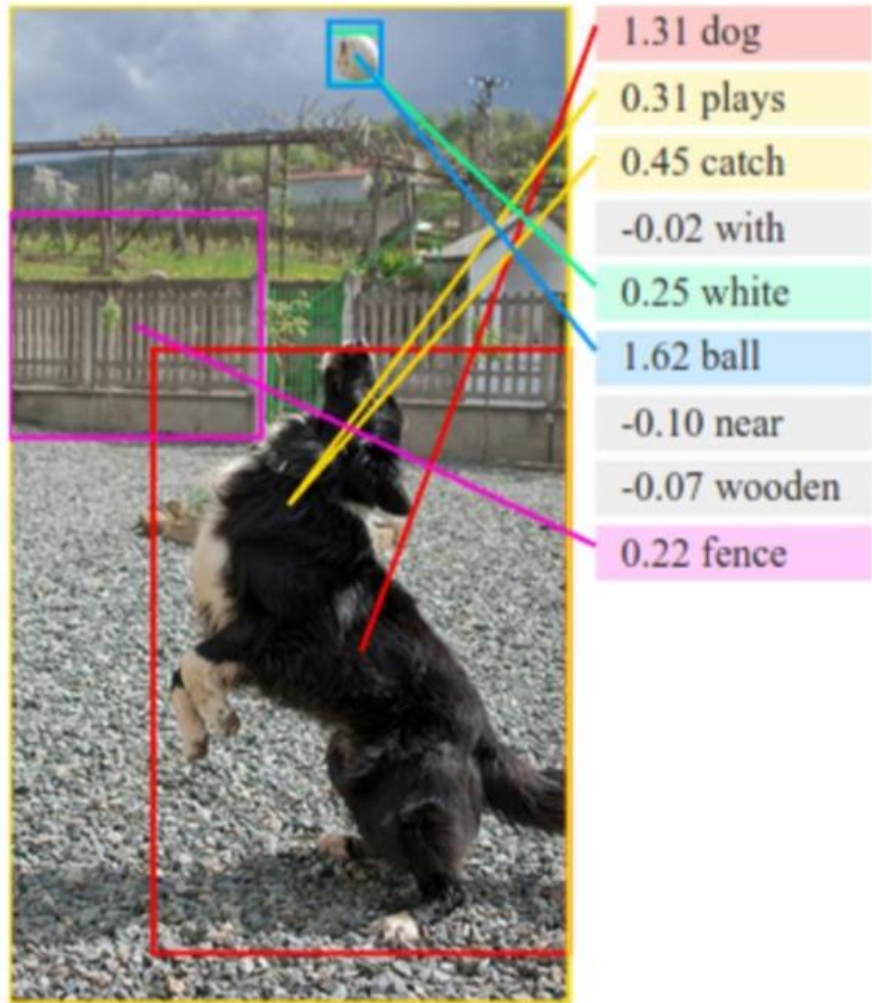 1.31 dog
0.31 plays
0.45 catch
-0.02 with
0.25 white
1.62 ball
-0.10 near
-0.07 wooden
0.22 fence